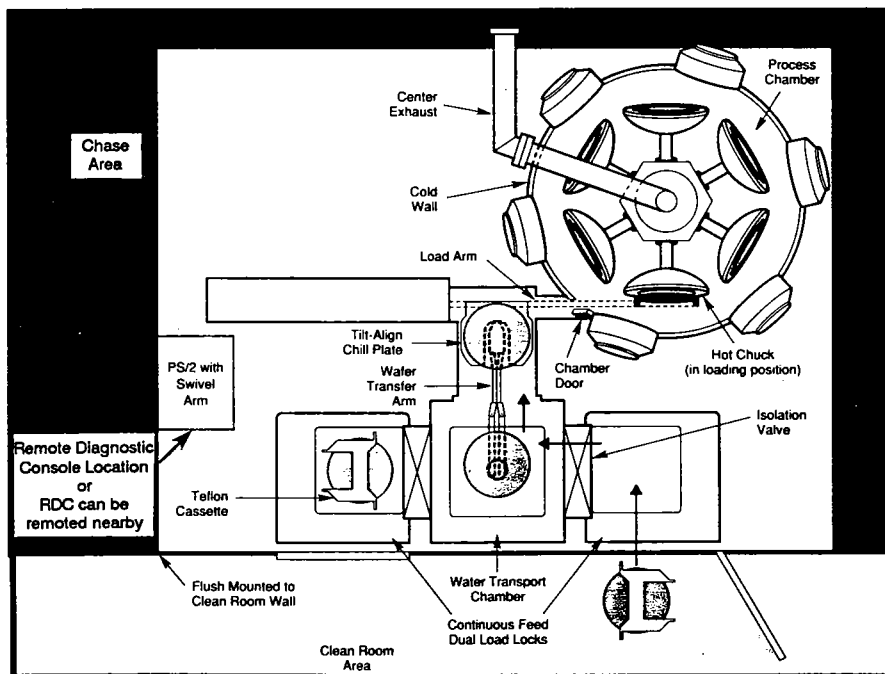 Process
Chamber
Center
Exhaust
Chase
Area
Cold
Wall
Load Arm
Tilt-Align
Chill Plate
Hot Chuck
(in loading position)
Chamber
Door
PS/2 with
Swivel
Arm
Wafer
Transfer
Arm
Isolation
Valve
Remote Diagnostic
Console Location
or
RDC can be
remoted nearby
Teflon
Cassette
Flush Mounted to
Clean Room Wall
Water Transport
Chamber
Continuous Feed
Dual Load Locks
Clean Room
Area